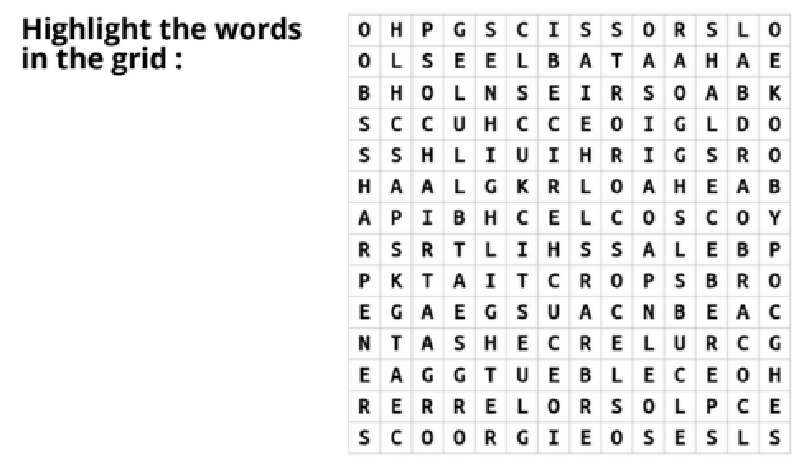 Highlight the words
in the grid :
O H P G S C I S S O R S L O
O L S E E L B A T A A H A E
B H O L N S E I R S O A B K
S C C U H C C E O I G L D O
S S H L I U I H R I G S R O
H A A L G K R L O A H E A B
A P I B H C E L C O S C O Y
R S R T L I H S S A L E B P
P K T A I T C R O P S B R O
E G A E G S U A C N B E A C
N T A S H E C R E L U R C G
E A G G T U E B L E C E O H
R E R R E L O R S O L P C E
S C O O R G I E O S E S L S